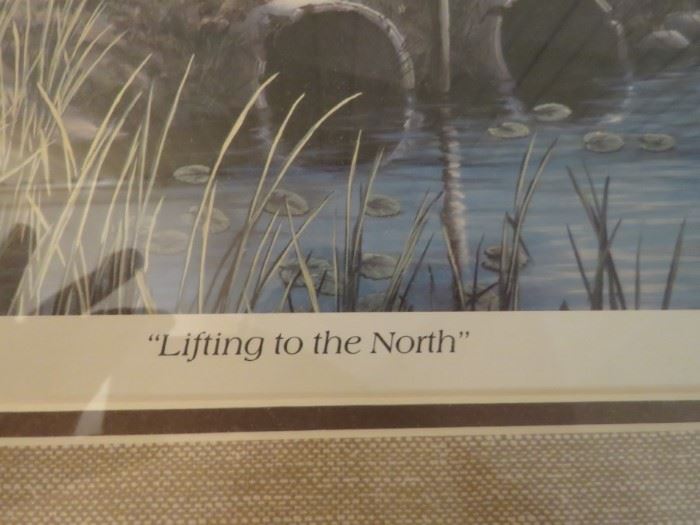 “Lifting to the North”